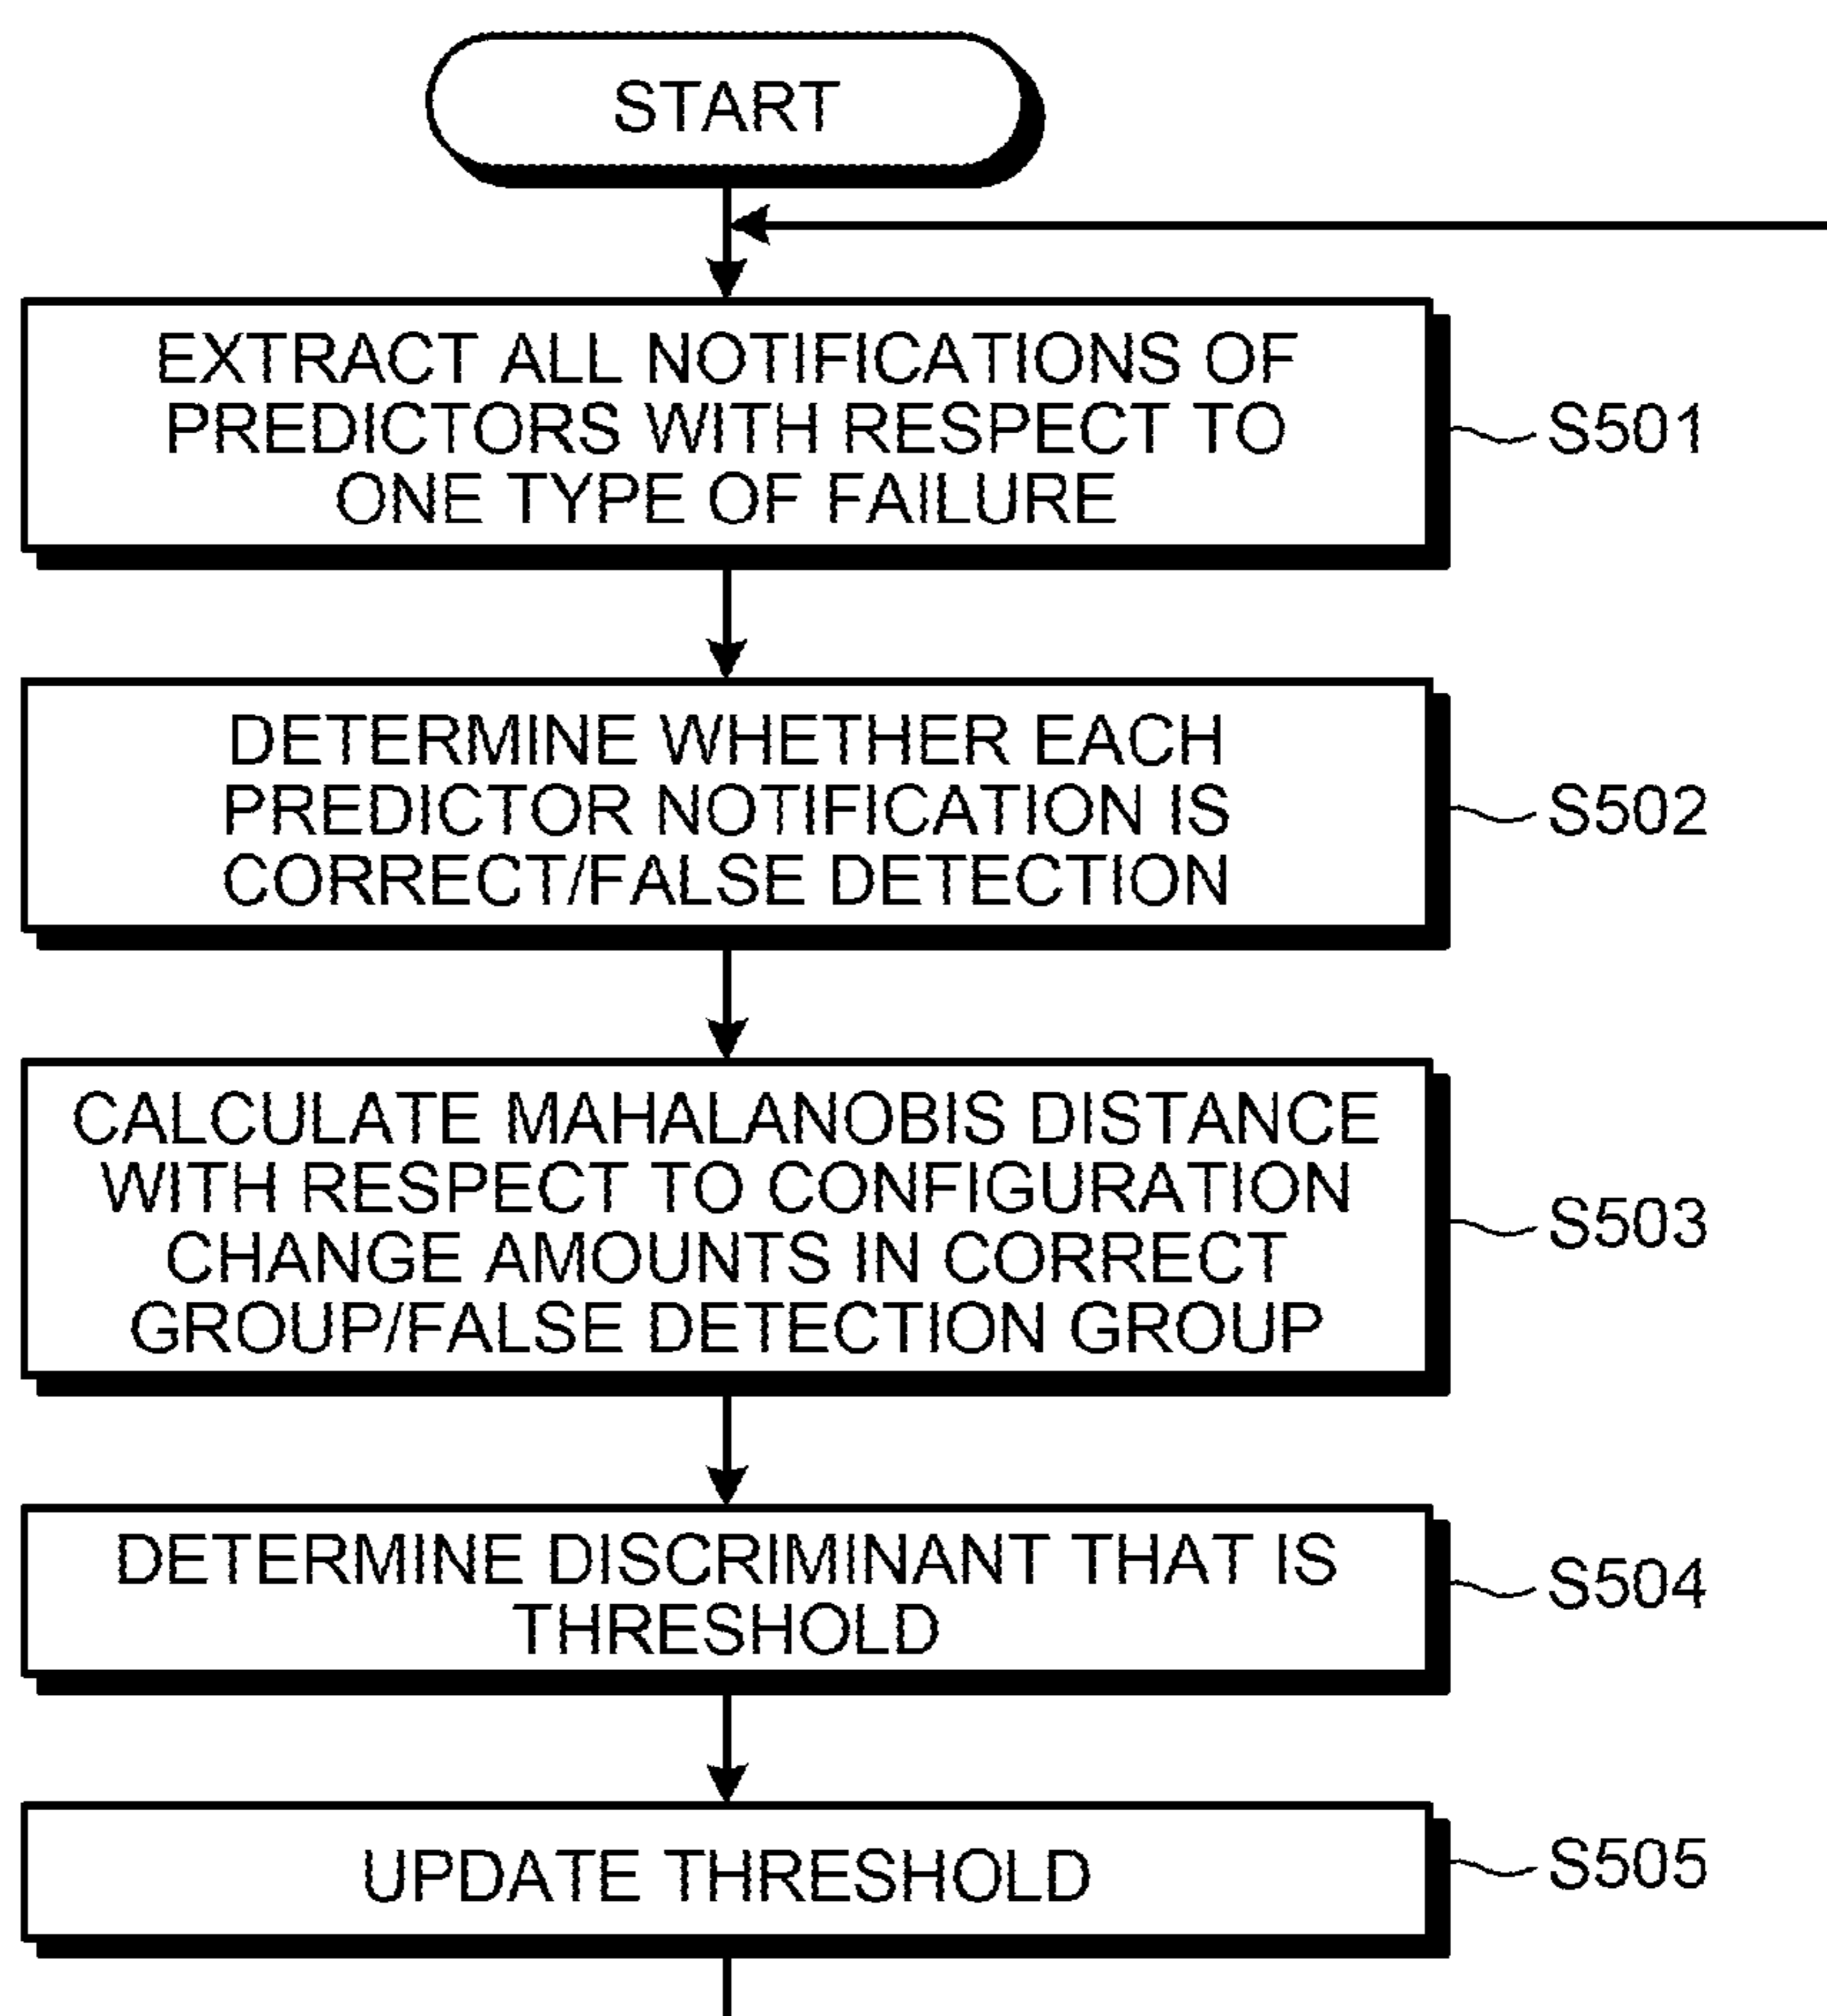 START
EXTRACT ALL NOTIFICATIONS OF
PREDICTORS WITH RESPECT TO
ONE TYPE OF FAILURE
S501
DETERMINE WHETHER EACH
PREDICTOR NOTIFICATION IS
CORRECT/FALSE DETECTION
S502
CALCULATE MAHALANOBIS DISTANCE
WITH RESPECT TO CONFIGURATION
CHANGE AMOUNTS IN CORRECT
GROUP/FALSE DETECTION GROUP
S503
DETERMINE DISCRIMINANT THAT IS
THRESHOLD
S504
UPDATE THRESHOLD
S505